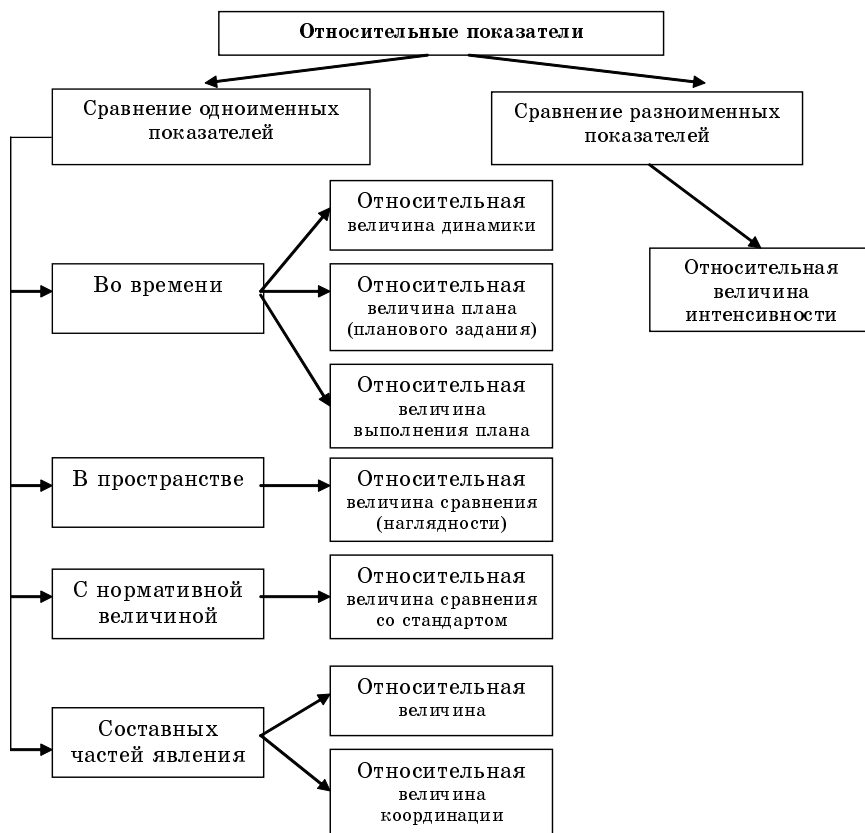 Относительные показатели
Сравнение одноименных
показателей
Сравнение разноименных
показателей
Относительная
величина динамики
Во времени
Относительная
величина плана
(планового задания)
Относительная
величина
интенсивности
Относительная
величина
выполнения плана
В пространстве
Относительная
величина сравнения
(наглядности)
С нормативной
величиной
Относительная
величина сравнения
со стандартом
Составных
частей явления
Относительная
величина
Относительная
величина
координации